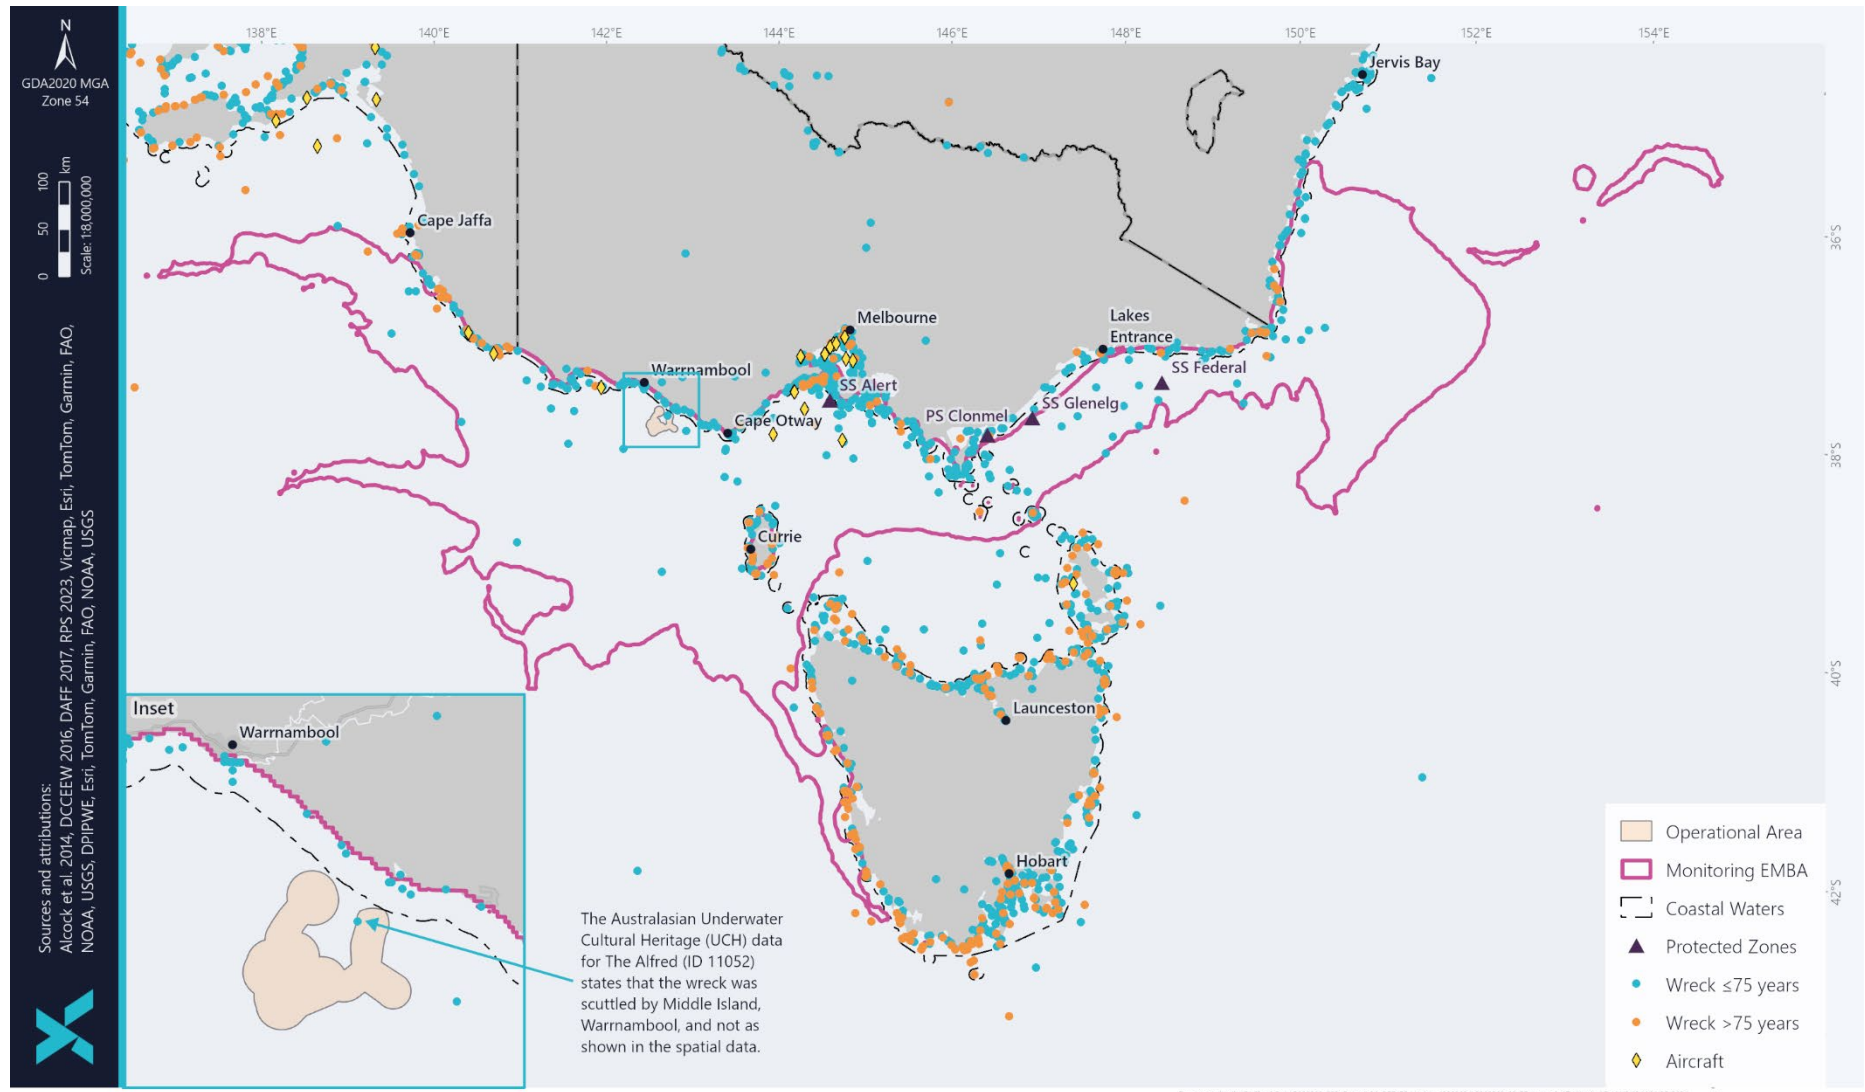 N
GDA2020 MGA
Zone 54
0 50 100 km
Scale: 1:8,000,000
Sources and attributions:
Alcock et al. 2014, DCCEEW 2016, DAFF 2017, RPS 2023, Vicmap, Esri, TomTom, Garmin, FAO,
NOAA, USGS, DPIPWE, Esri, TomTom, Garmin, FAO, NOAA, USGS
138°E 140°E 142°E 144°E 146°E 148°E 150°E 152°E 154°E
36°S
38°S
40°S
42°S
Jervis Bay
Cape Jaffa
Melbourne
Lakes
Entrance
Warrnambool
SS Federal
SS Alert
SS Glenelg
PS Clonmel
Cape Otway
Currie
Launceston
Hobart
Inset
Warrnambool
The Australasian Underwater
Cultural Heritage (UCH) data
for The Alfred (ID 11052)
states that the wreck was
scuttled by Middle Island,
Warrnambool, and not as
shown in the spatial data.
Operational Area
Monitoring EMBA
Coastal Waters
Protected Zones
Wreck ≤75 years
Wreck >75 years
Aircraft